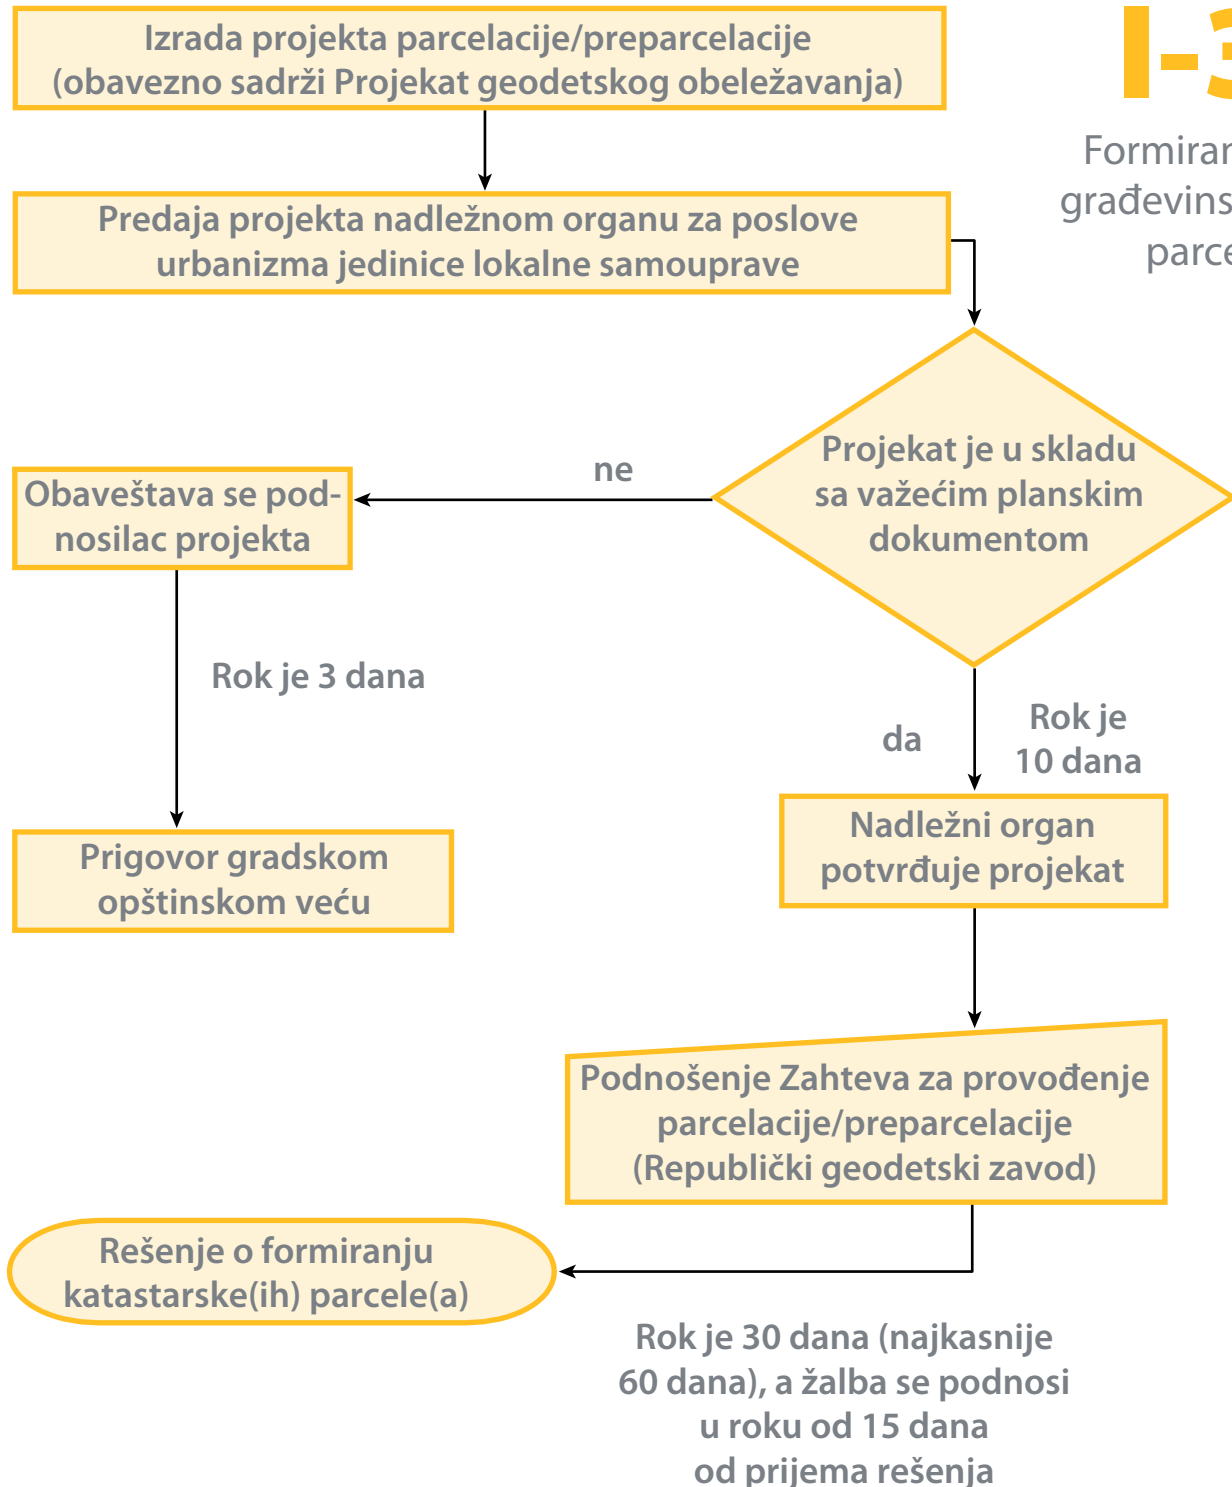 Izrada projekta parcelacije/preparcelacije
(obavezno sadrži Projekat geodetskog obeležavanja)
I-3
Formiran
građevins
parce
Predaja projekta nadležnom organu za poslove
urbanizma jedinice lokalne samouprave
Projekat je u skladu
sa važećim planskim
dokumentom
ne
Obaveštava se pod-
nosilac projekta
Rok je 3 dana
da
Rok je
10 dana
Prigovor gradskom
opštinskom veću
Nadležni organ
potvrđuje projekat
Podnošenje Zahteva za provođenje
parcelacije/preparcelacije
(Republički geodetski zavod)
Rešenje o formiranju
katastarske(ih) parcele(a)
Rok je 30 dana (najkasnije
60 dana), a žalba se podnosi
u roku od 15 dana
od prijema rešenja